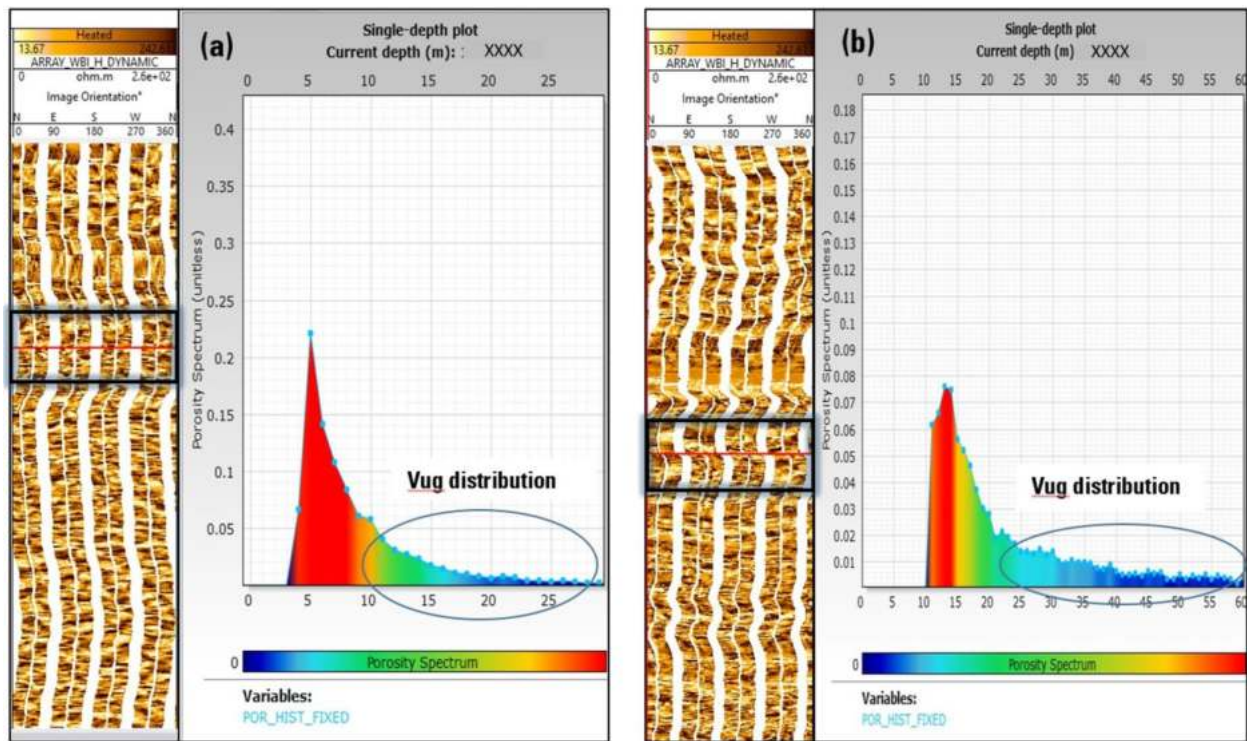 Heated
13.67 242.633
ARRAY_WBI_H_DYNAMIC
0 ohm.m 2.6e+02
Image Orientation°
N E S W N
0 90 180 270 360
(a)
Single-depth plot
Current depth (m): : XXXX
Porosity Spectrum (unitless)
0.4
0.35
0.3
0.25
0.2
0.15
0.1
0.05
Vug distribution
0 5 10 15 20 25
0 Porosity Spectrum
Variables:
POR_HIST_FIXED
Heated
13.67
ARRAY_WBI_H_DYNAMIC
0 ohm.m 2.6e+02
Image Orientation°
N E S W N
0 90 180 270 360
(b)
Single-depth plot
Current depth (m) XXXX
0 5 10 15 20 25 30 35 40 45 50 55 60
Porosity Spectrum (unitless)
0.18
0.17
0.16
0.15
0.14
0.13
0.12
0.11
0.1
0.09
0.08
0.07
0.06
0.05
0.04
0.03
0.02
0.01
Vug distribution
0 5 10 15 20 25 30 35 40 45 50 55 60
0 Porosity Spectrum
Variables:
POR_HIST_FIXED